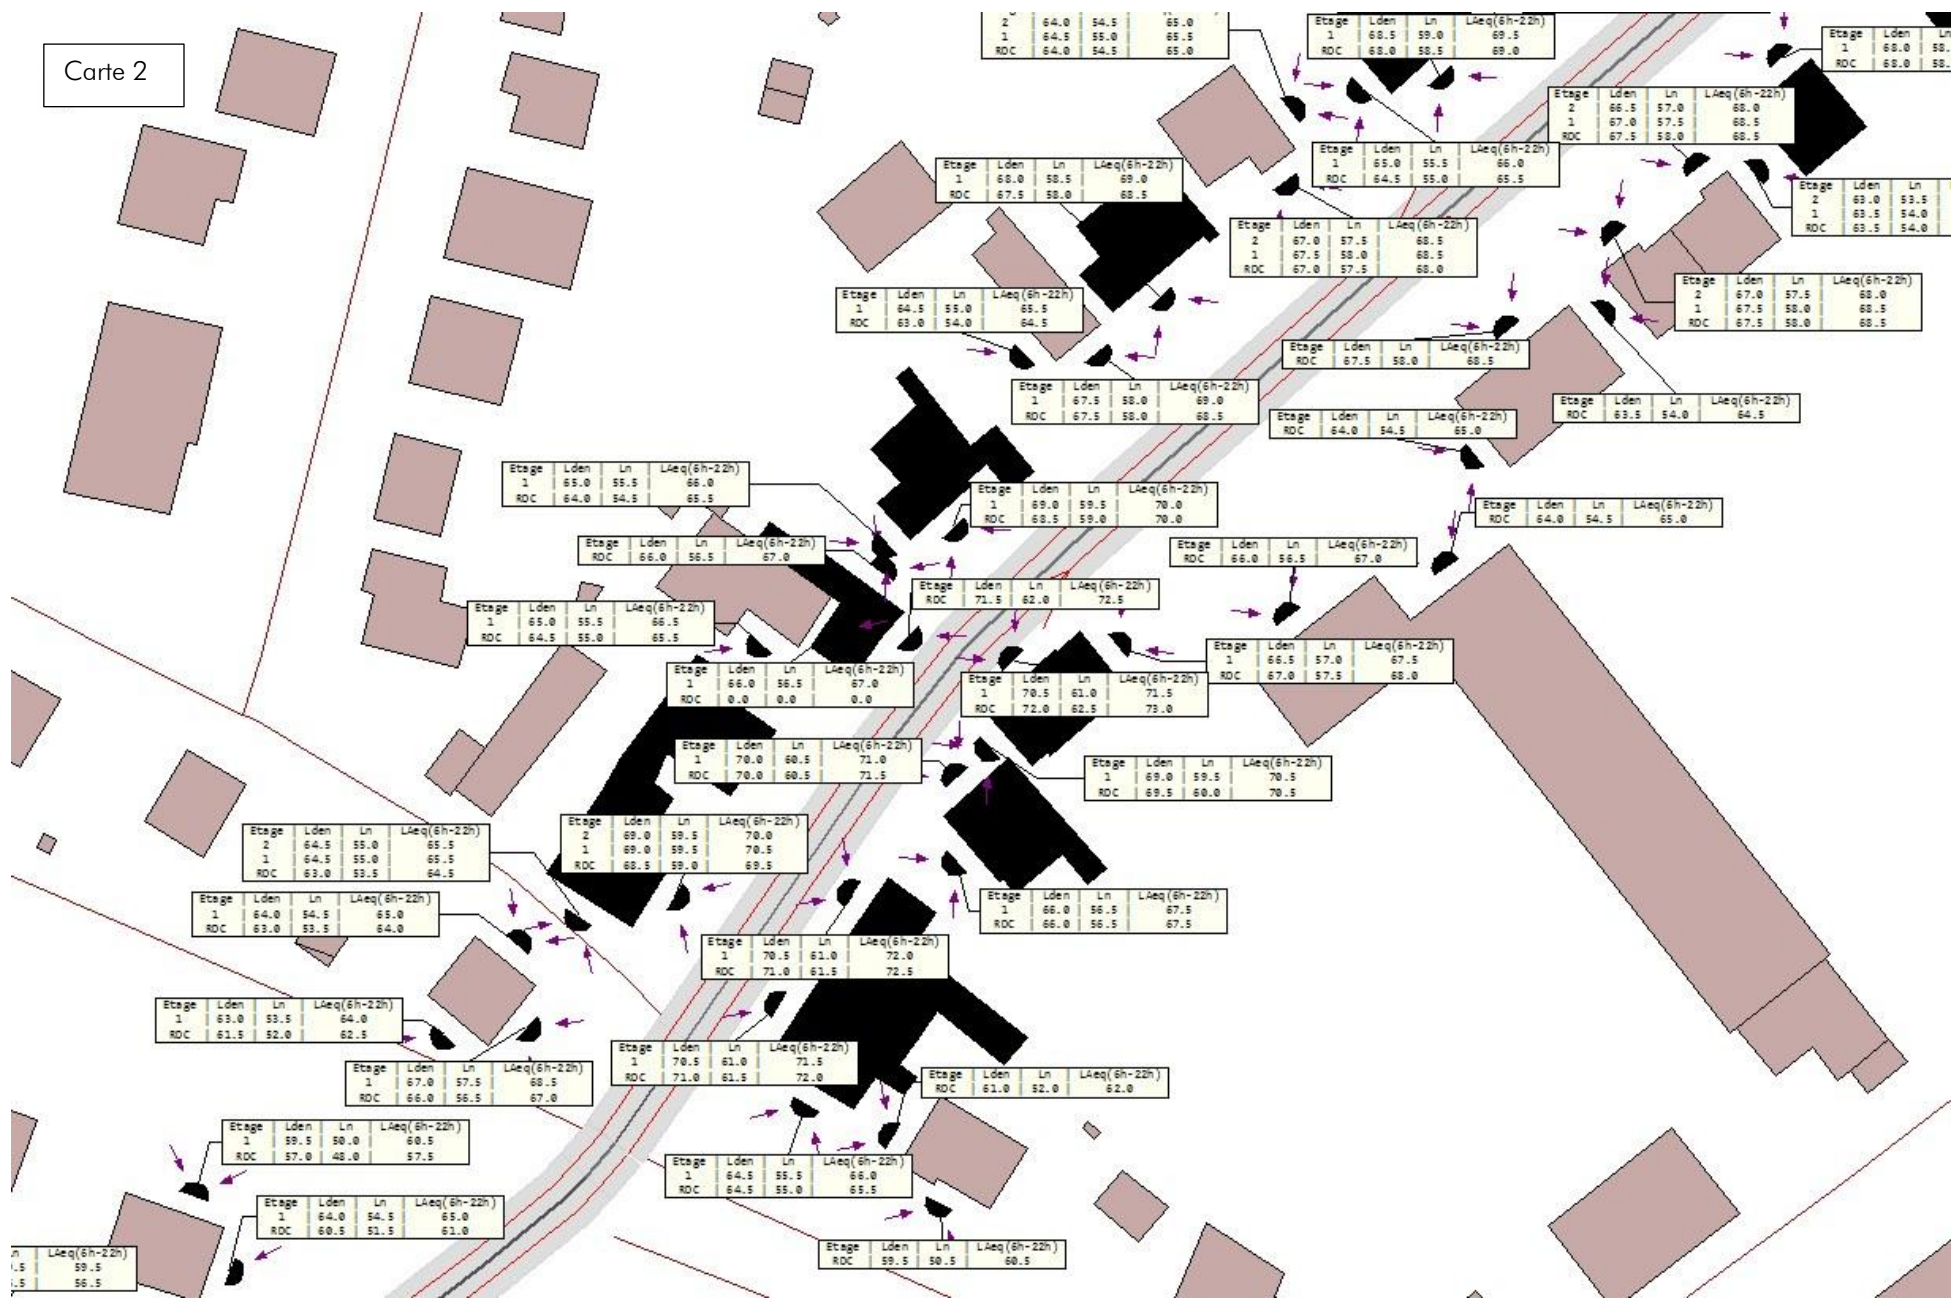 Carte 2
2 | 64.0 | 54.5 | 65.0
1 | 64.5 | 55.0 | 65.5
RDC | 64.0 | 54.5 | 65.0
Etage | Lden | Ln | LAeq(6h-22h)
1 | 68.5 | 59.0 | 69.5
RDC | 68.0 | 58.5 | 69.0
Etage | Lden | Ln
1 | 68.0 | 58.
RDC | 68.0 | 58.
Etage | Lden | Ln | LAeq(6h-22h)
2 | 66.5 | 57.0 | 68.0
1 | 67.0 | 57.5 | 68.5
RDC | 67.5 | 58.0 | 68.5
Etage | Lden | Ln | LAeq(6h-22h)
1 | 65.0 | 55.5 | 66.0
RDC | 64.5 | 55.0 | 65.5
Etage | Lden | Ln | LAeq(6h-22h)
1 | 68.0 | 58.5 | 69.0
RDC | 67.5 | 58.0 | 68.5
Etage | Lden | Ln |
2 | 63.0 | 53.5 |
1 | 63.5 | 54.0 |
RDC | 63.5 | 54.0 |
Etage | Lden | Ln | LAeq(6h-22h)
2 | 67.0 | 57.5 | 68.5
1 | 67.5 | 58.0 | 68.5
RDC | 67.0 | 57.5 | 68.0
Etage | Lden | Ln | LAeq(6h-22h)
2 | 67.0 | 57.5 | 68.0
1 | 67.5 | 58.0 | 68.5
RDC | 67.5 | 58.0 | 68.5
Etage | Lden | Ln | LAeq(6h-22h)
1 | 64.5 | 55.0 | 65.5
RDC | 63.0 | 54.0 | 64.5
Etage | Lden | Ln | LAeq(6h-22h)
RDC | 67.5 | 58.0 | 68.5
Etage | Lden | Ln | LAeq(6h-22h)
1 | 67.5 | 58.0 | 69.0
RDC | 67.5 | 58.0 | 68.5
Etage | Lden | Ln | LAeq(6h-22h)
RDC | 63.5 | 54.0 | 64.5
Etage | Lden | Ln | LAeq(6h-22h)
RDC | 64.0 | 54.5 | 65.0
Etage | Lden | Ln | LAeq(6h-22h)
1 | 65.0 | 55.5 | 66.0
RDC | 64.0 | 54.5 | 65.5
Etage | Lden | Ln | LAeq(6h-22h)
1 | 69.0 | 59.5 | 70.0
RDC | 68.5 | 59.0 | 70.0
Etage | Lden | Ln | LAeq(6h-22h)
RDC | 64.0 | 54.5 | 65.0
Etage | Lden | Ln | LAeq(6h-22h)
RDC | 66.0 | 56.5 | 67.0
Etage | Lden | Ln | LAeq(6h-22h)
RDC | 66.0 | 56.5 | 67.0
Etage | Lden | Ln | LAeq(6h-22h)
RDC | 71.5 | 62.0 | 72.5
Etage | Lden | Ln | LAeq(6h-22h)
1 | 65.0 | 55.5 | 66.5
RDC | 64.5 | 55.0 | 65.5
Etage | Lden | Ln | LAeq(6h-22h)
1 | 66.5 | 57.0 | 67.5
RDC | 67.0 | 57.5 | 68.0
Etage | Lden | Ln | LAeq(6h-22h)
1 | 66.0 | 56.5 | 67.0
RDC | 0.0 | 0.0 | 0.0
Etage | Lden | Ln | LAeq(6h-22h)
1 | 70.5 | 61.0 | 71.5
RDC | 72.0 | 62.5 | 73.0
Etage | Lden | Ln | LAeq(6h-22h)
1 | 70.0 | 60.5 | 71.0
RDC | 70.0 | 60.5 | 71.5
Etage | Lden | Ln | LAeq(6h-22h)
1 | 69.0 | 59.5 | 70.5
RDC | 69.5 | 60.0 | 70.5
Etage | Lden | Ln | LAeq(6h-22h)
2 | 69.0 | 59.5 | 70.0
1 | 69.0 | 59.5 | 70.5
RDC | 68.5 | 59.0 | 69.5
Etage | Lden | Ln | LAeq(6h-22h)
2 | 64.5 | 55.0 | 65.5
1 | 64.5 | 55.0 | 65.5
RDC | 63.0 | 53.5 | 64.5
Etage | Lden | Ln | LAeq(6h-22h)
1 | 64.0 | 54.5 | 65.0
RDC | 63.0 | 53.5 | 64.0
Etage | Lden | Ln | LAeq(6h-22h)
1 | 66.0 | 56.5 | 67.5
RDC | 66.0 | 56.5 | 67.5
Etage | Lden | Ln | LAeq(6h-22h)
1 | 70.5 | 61.0 | 72.0
RDC | 71.0 | 61.5 | 72.5
Etage | Lden | Ln | LAeq(6h-22h)
1 | 63.0 | 53.5 | 64.0
RDC | 61.5 | 52.0 | 62.5
Etage | Lden | Ln | LAeq(6h-22h)
1 | 70.5 | 61.0 | 71.5
RDC | 71.0 | 61.5 | 72.0
Etage | Lden | Ln | LAeq(6h-22h)
1 | 67.0 | 57.5 | 68.5
RDC | 66.0 | 56.5 | 67.0
Etage | Lden | Ln | LAeq(6h-22h)
RDC | 61.0 | 52.0 | 62.0
Etage | Lden | Ln | LAeq(6h-22h)
1 | 59.5 | 50.0 | 60.5
RDC | 57.0 | 48.0 | 57.5
Etage | Lden | Ln | LAeq(6h-22h)
1 | 64.5 | 55.5 | 66.0
RDC | 64.5 | 55.0 | 65.5
Etage | Lden | Ln | LAeq(6h-22h)
1 | 64.0 | 54.5 | 65.0
RDC | 60.5 | 51.5 | 61.0
Etage | Lden | Ln | LAeq(6h-22h)
RDC | 59.5 | 50.5 | 60.5
n | LAeq(6h-22h)
.5 | 59.5
.5 | 56.5